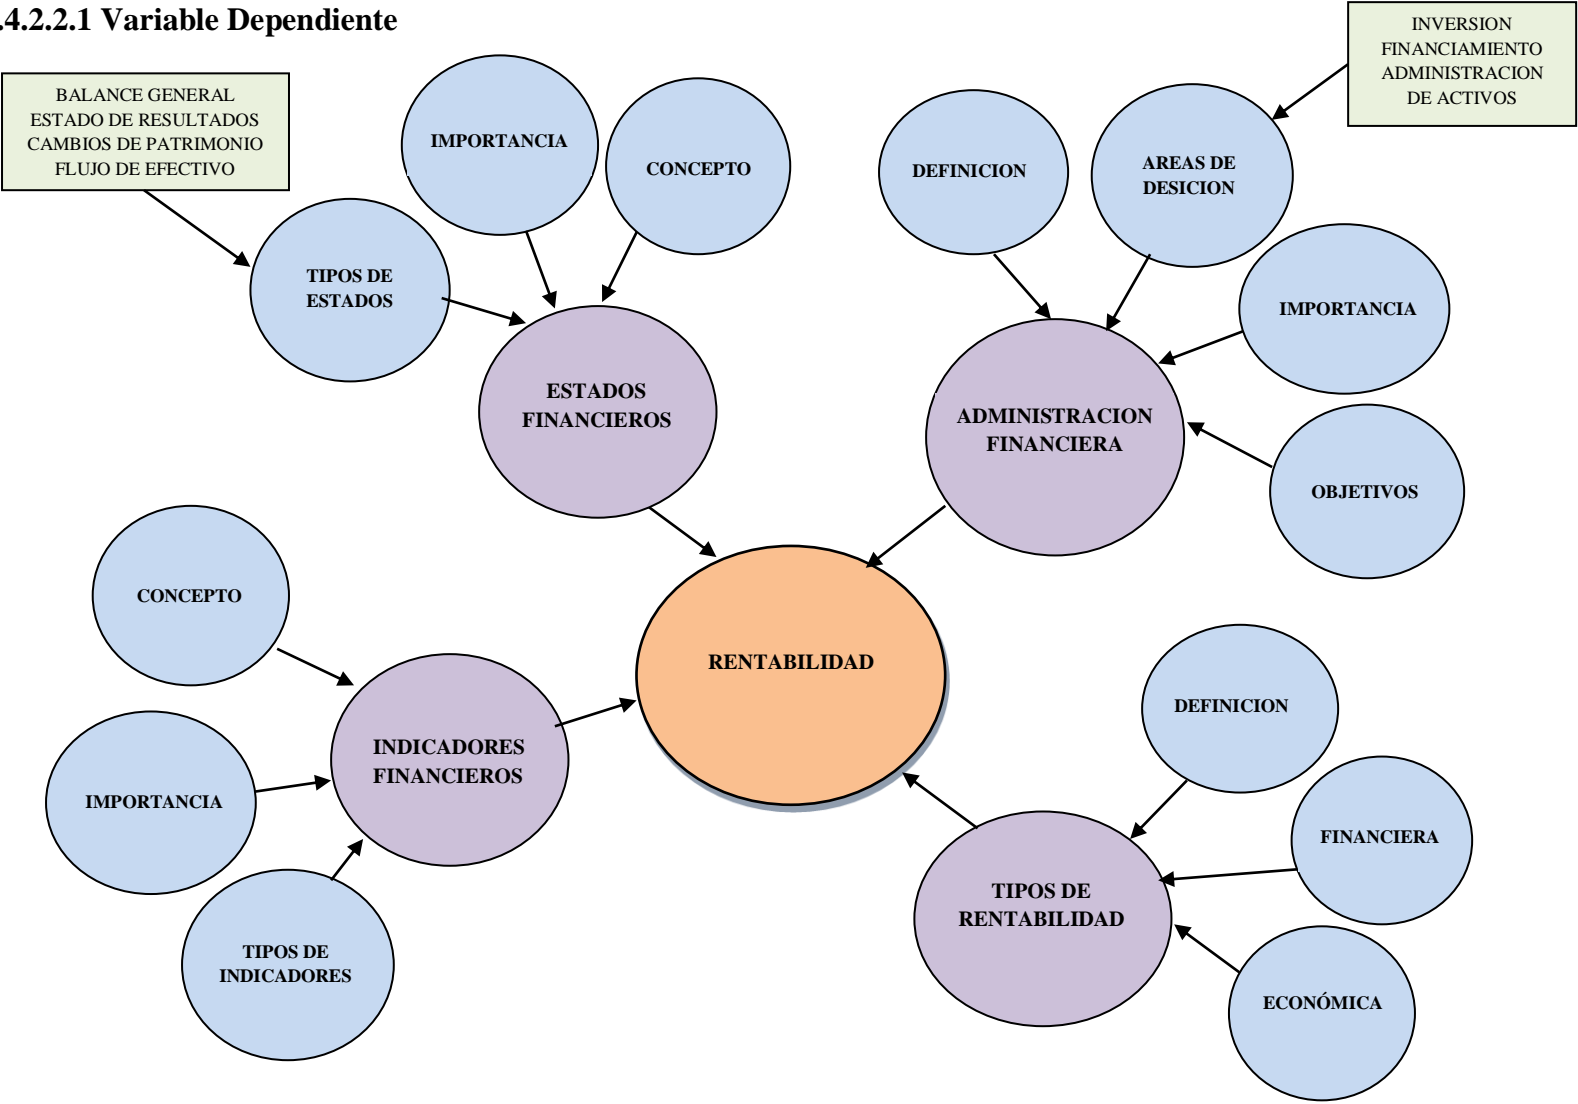 .4.2.2.1 Variable Dependiente
INVERSION
FINANCIAMIENTO
ADMINISTRACION
DE ACTIVOS
BALANCE GENERAL
ESTADO DE RESULTADOS
CAMBIOS DE PATRIMONIO
FLUJO DE EFECTIVO
IMPORTANCIA
CONCEPTO
TIPOS DE
ESTADOS
ESTADOS
FINANCIEROS
DEFINICION
AREAS DE
DESICION
IMPORTANCIA
OBJETIVOS
ADMINISTRACION
FINANCIERA
RENTABILIDAD
CONCEPTO
IMPORTANCIA
TIPOS DE
INDICADORES
INDICADORES
FINANCIEROS
DEFINICION
FINANCIERA
ECONÓMICA
TIPOS DE
RENTABILIDAD